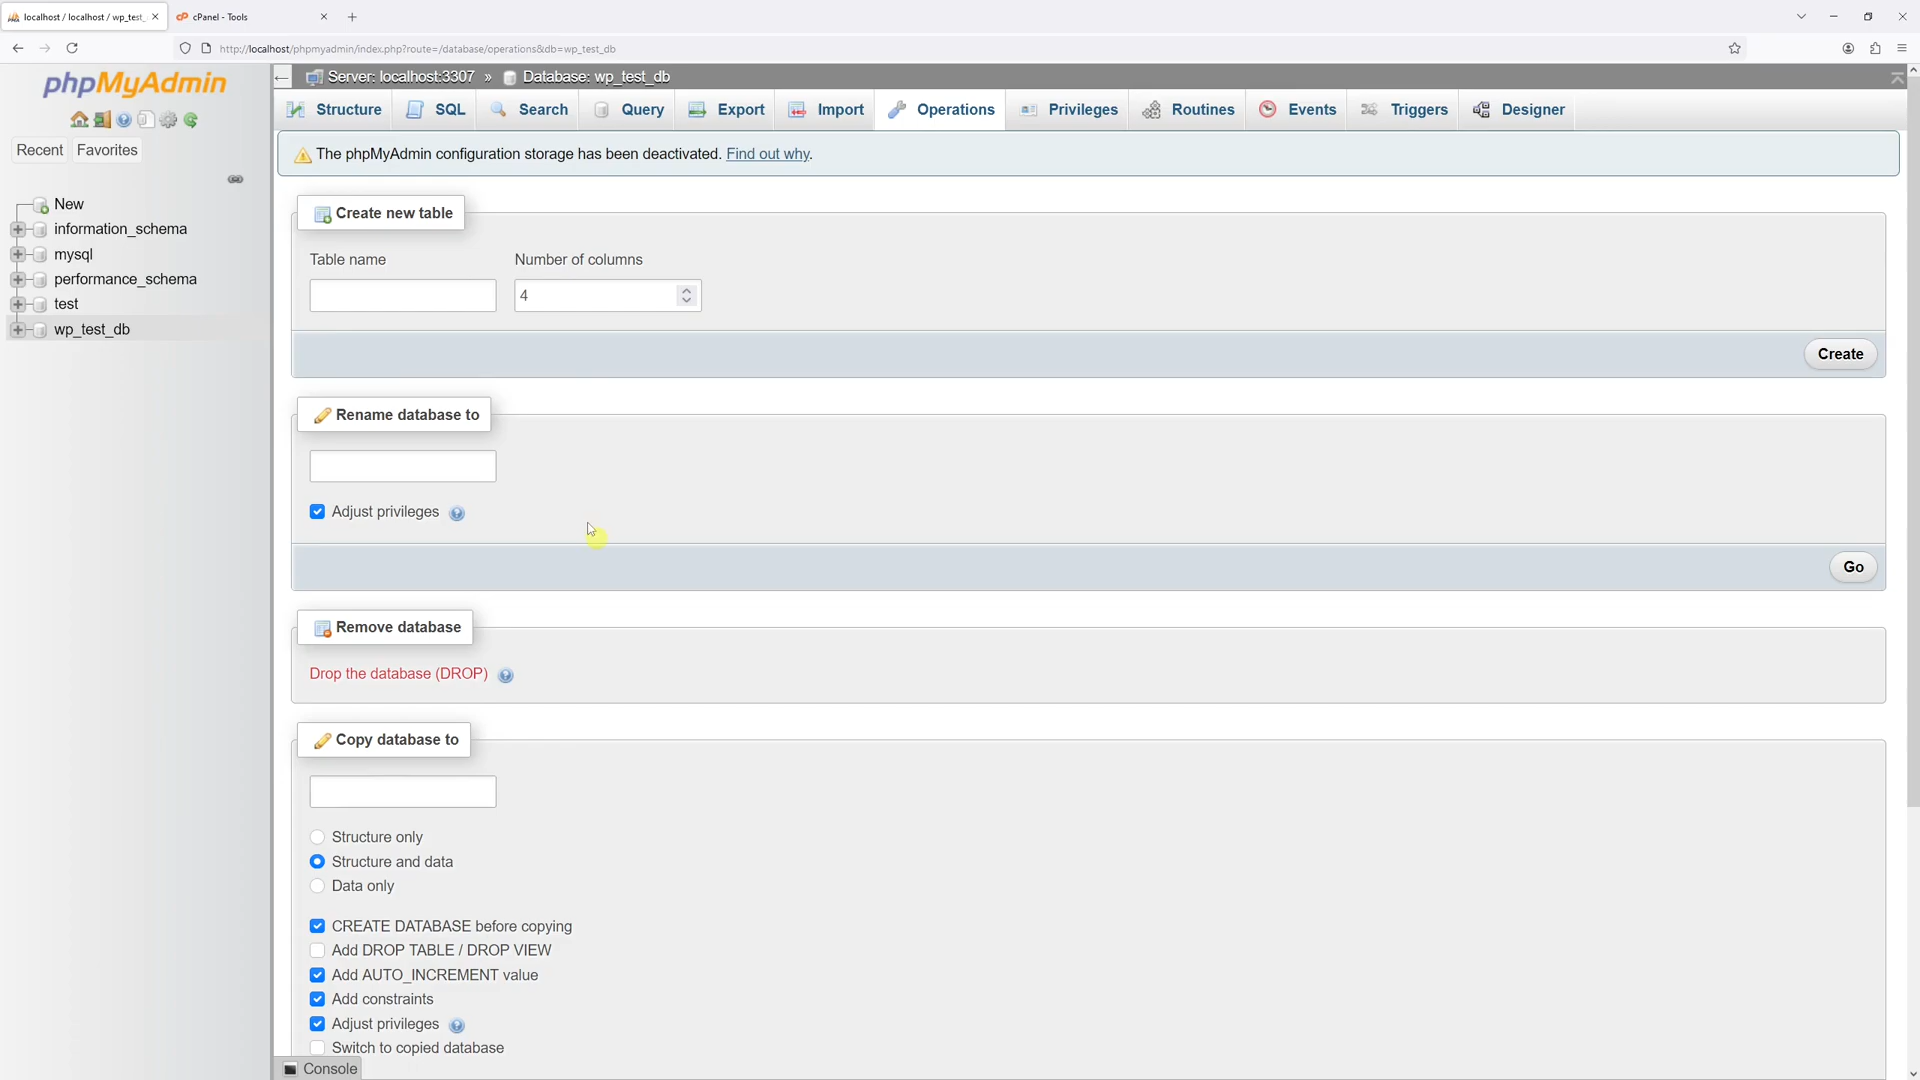 localhost / localhost / wp_test_
cPanel - Tools
http://localhost/phpmyadmin/index.php?route=/database/operations&db=wp_test_db
phpMyAdmin
Recent
Favorites
New
information_schema
mysql
performance_schema
test
wp_test_db
Server: localhost:3307 » Database: wp_test_db
Structure
SQL
Search
Query
Export
Import
Operations
Privileges
Routines
Events
Triggers
Designer
The phpMyAdmin configuration storage has been deactivated. Find out why.
Create new table
Table name
Number of columns
4
Create
Rename database to
Adjust privileges
Go
Remove database
Drop the database (DROP)
Copy database to
Structure only
Structure and data
Data only
CREATE DATABASE before copying
Add DROP TABLE / DROP VIEW
Add AUTO_INCREMENT value
Add constraints
Adjust privileges
Switch to copied database
Console